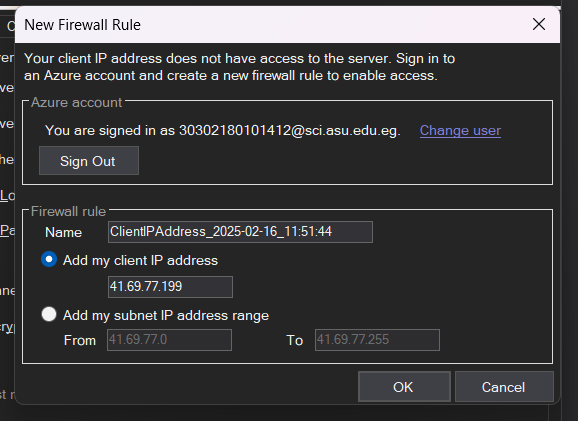 New Firewall Rule
Your client IP address does not have access to the server. Sign in to
an Azure account and create a new firewall rule to enable access.
Azure account
You are signed in as 30302180101412@sci.asu.edu.eg. Change user
Sign Out
Firewall rule
Name ClientIPAddress_2025-02-16_11:51:44
Add my client IP address
41.69.77.199
Add my subnet IP address range
From 41.69.77.0 To 41.69.77.255
OK Cancel